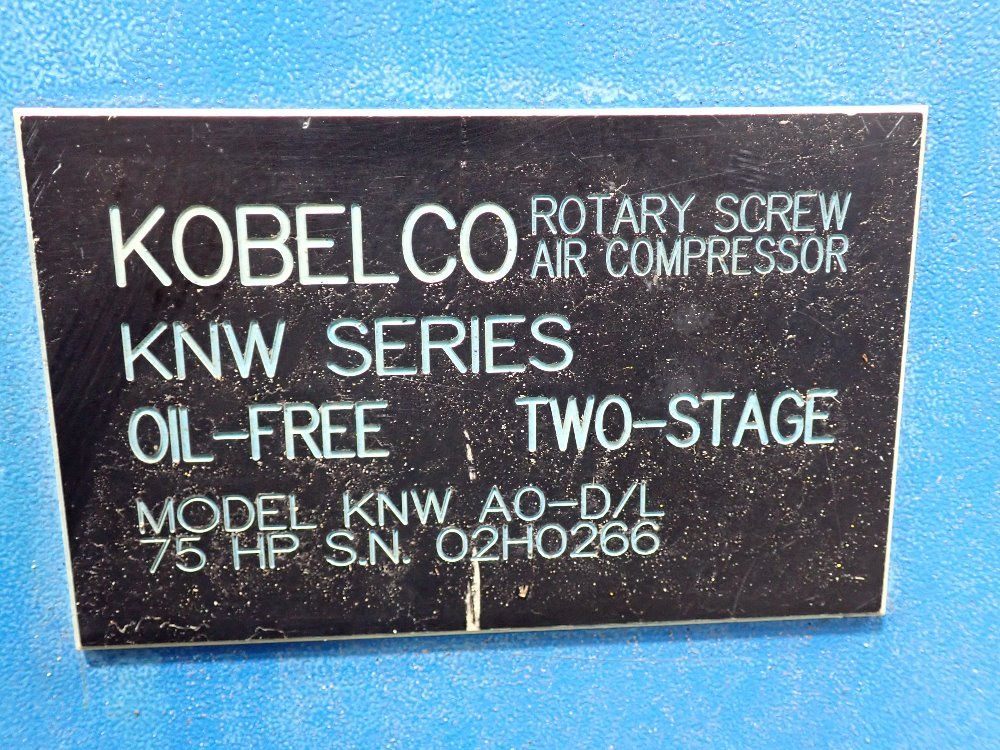 KOBELCO ROTARY SCREW
AIR COMPRESSOR
KNW SERIES
OIL-FREE TWO-STAGE
MODEL KNW AO-D/L
75 HP S.N. 02H0266